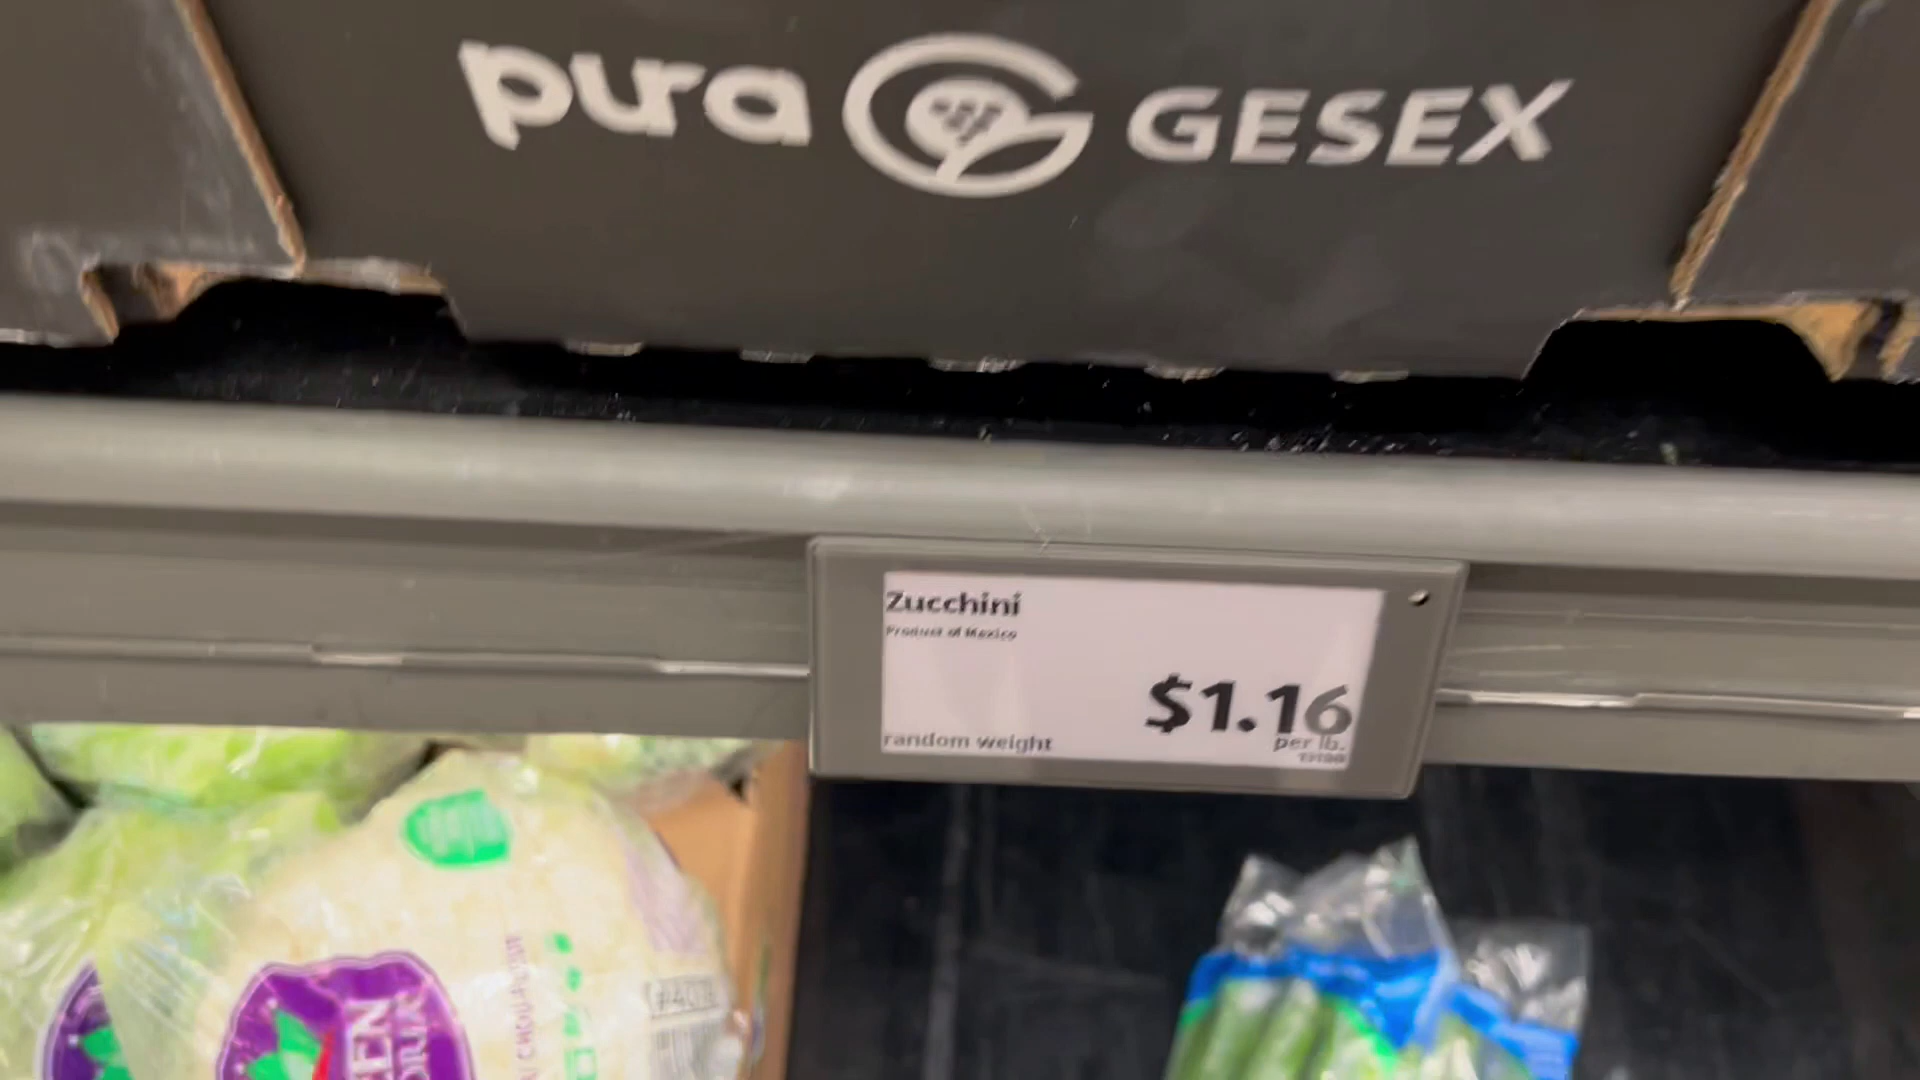 pura GESEX
Zucchini
Product of Mexico
$1.16
random weight
per lb.